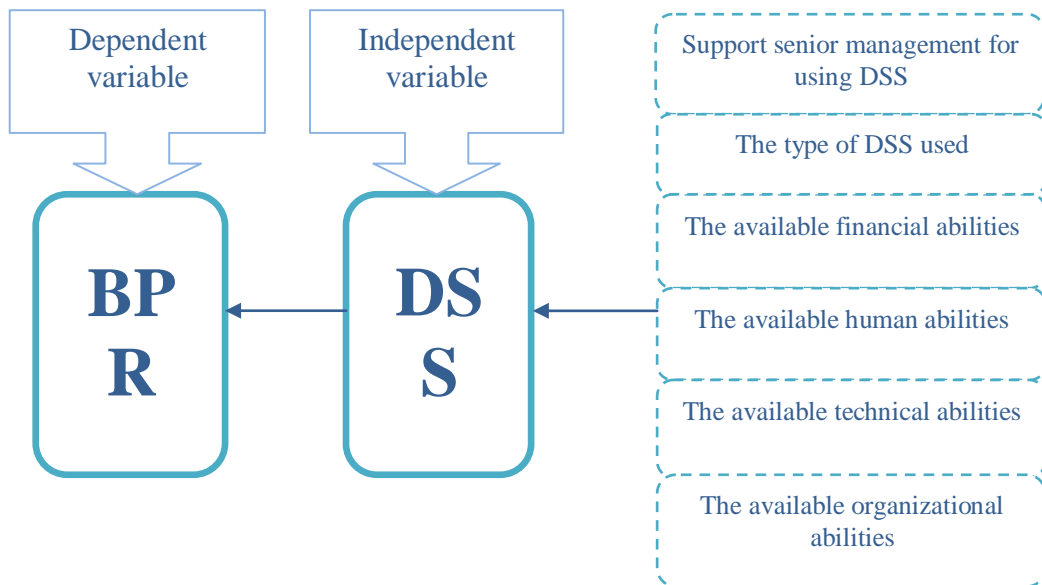 Dependent
variable
Independent
variable
Support senior management for
using DSS
The type of DSS used
The available financial abilities
The available human abilities
The available technical abilities
The available organizational
abilities
BP
R
DS
S